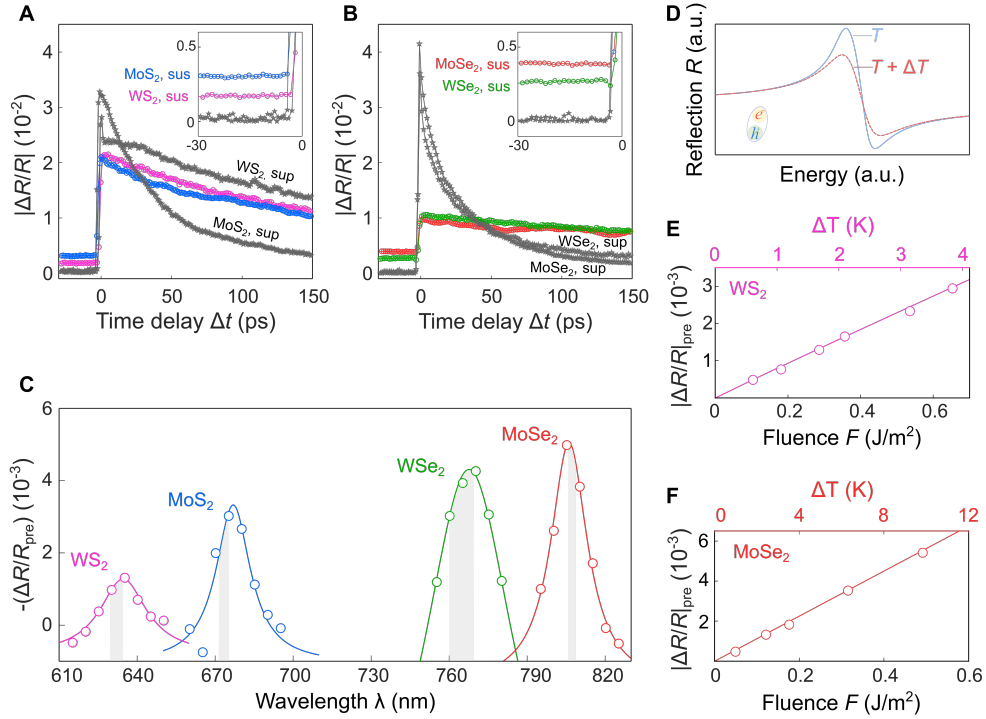 A
4
3
2
1
0
|ΔR/R| (10⁻²)
0.5
0
-30
0
MoS₂, sus
WS₂, sus
WS₂, sup
MoS₂, sup
0
50
100
150
Time delay Δt (ps)
B
4
3
2
1
0
|ΔR/R| (10⁻²)
0.5
0
-30
0
MoSe₂, sus
WSe₂, sus
WSe₂, sup
MoSe₂, sup
0
50
100
150
Time delay Δt (ps)
C
6
4
2
0
-(ΔR/R_pre) (10⁻³)
WS₂
MoS₂
WSe₂
MoSe₂
610
640
670
700
730
760
790
820
Wavelength λ (nm)
D
Reflection R (a.u.)
T
T + ΔT
e
h
Energy (a.u.)
E
ΔT (K)
0
1
2
3
4
WS₂
3
2
1
|ΔR/R|_pre (10⁻³)
0
0.2
0.4
0.6
Fluence F (J/m²)
F
ΔT (K)
0
4
8
12
MoSe₂
6
4
2
|ΔR/R|_pre (10⁻³)
0
0.2
0.4
0.6
Fluence F (J/m²)